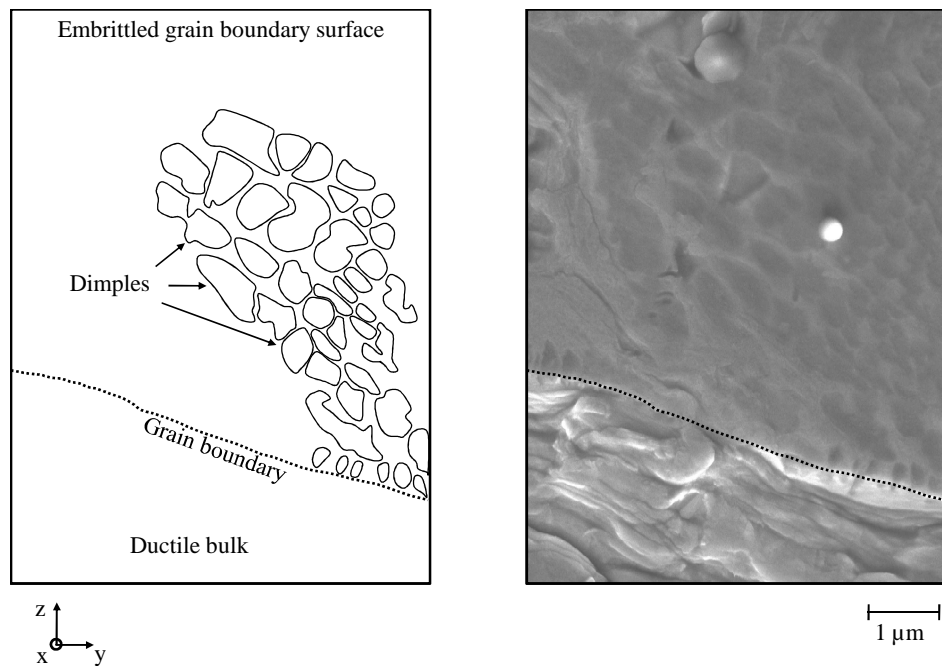 Embrittled grain boundary surface
Dimples
Grain boundary
Ductile bulk
z
x
y
1 µm